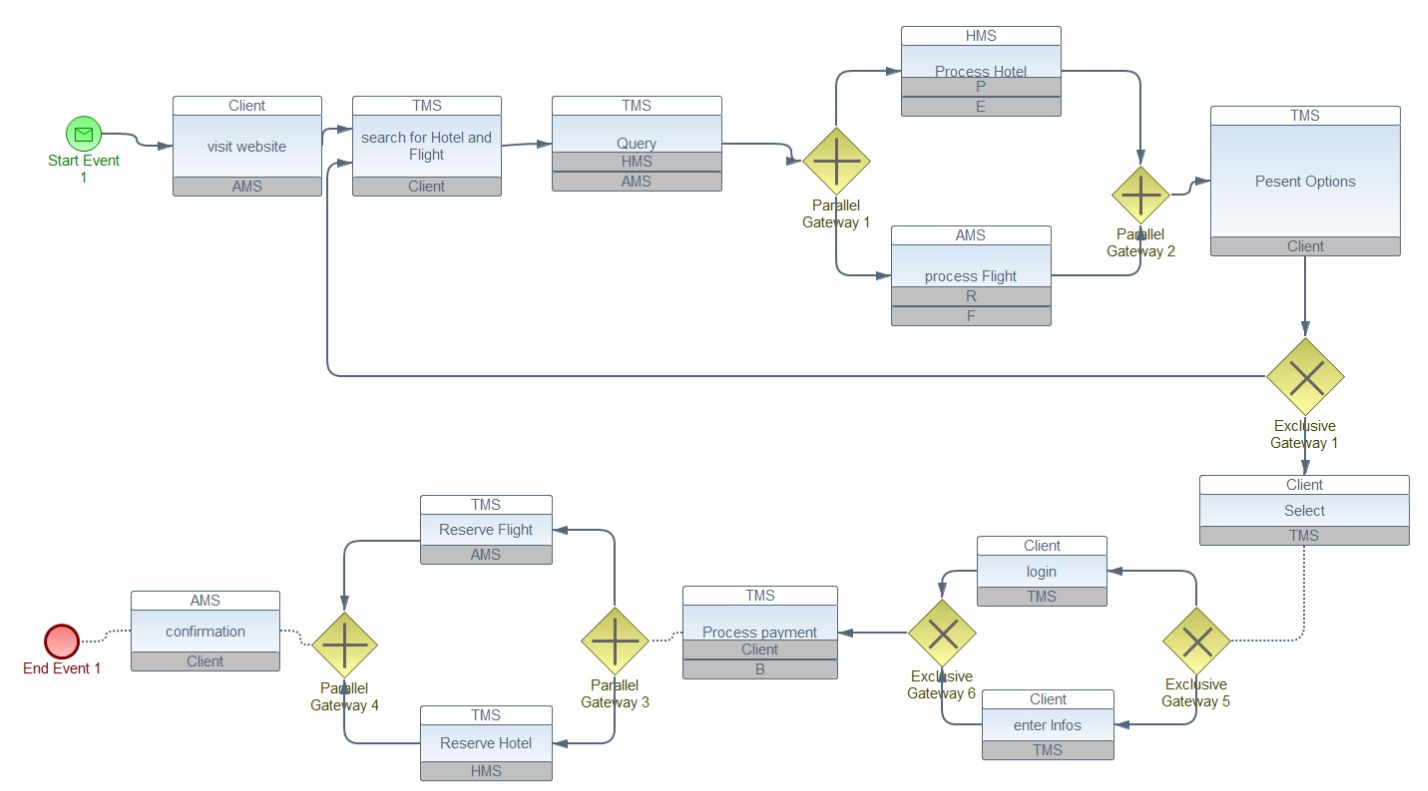 Start Event
1
Client
visit website
AMS
TMS
search for Hotel and
Flight
Client
TMS
Query
HMS
AMS
Parallel
Gateway 1
HMS
Process Hotel
P
E
AMS
process Flight
R
F
Parallel
Gateway 2
TMS
Pesent Options
Client
Exclusive
Gateway 1
Client
Select
TMS
Exclusive
Gateway 5
Client
login
TMS
Client
enter Infos
TMS
Exclusive
Gateway 6
TMS
Process payment
Client
B
Parallel
Gateway 3
TMS
Reserve Flight
AMS
TMS
Reserve Hotel
HMS
Parallel
Gateway 4
AMS
confirmation
Client
End Event 1